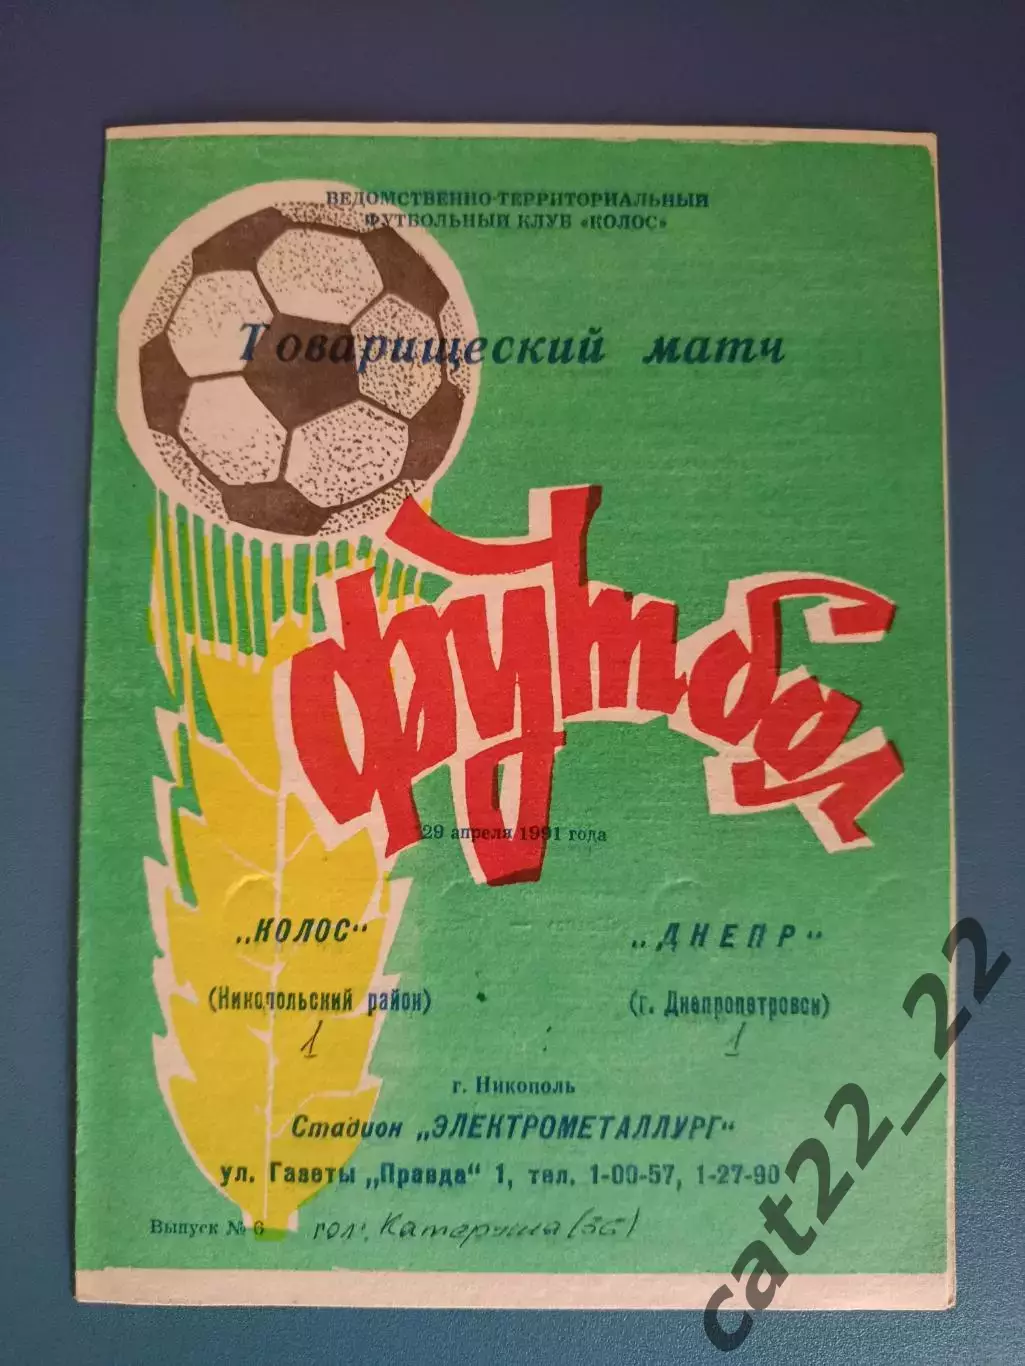 ВЕДОМСТВЕННО-ТЕРРИТОРИАЛЬНЫЙ
ФУТБОЛЬНЫЙ КЛУБ «КОЛОС»
Товарищеский матч
футбол
29 апреля 1991 года
„КОЛОС“ — „ДНЕПР“
(Никопольский район) (г. Днепропетровск)
1 : 1
г. Никополь
Стадион „ЭЛЕКТРОМЕТАЛЛУРГ“
ул. Газеты „Правда“ 1, тел. 1-00-57, 1-27-90
Выпуск № 6 гол: Катеруша
cat22_22